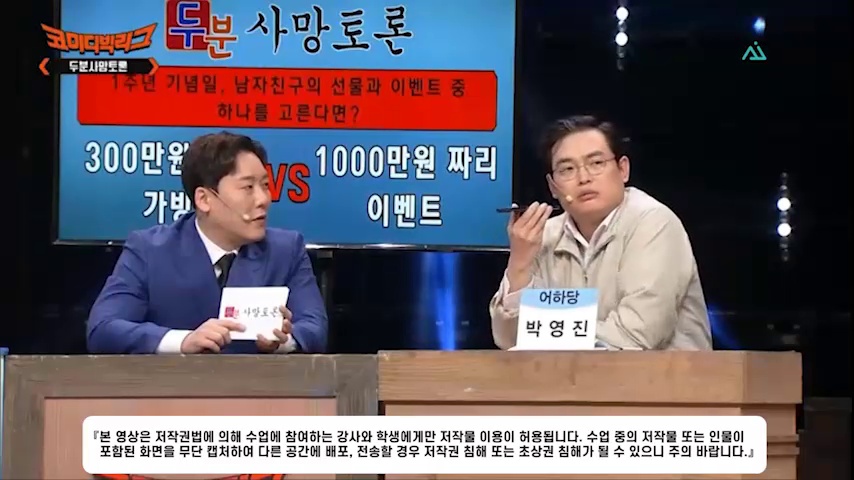 코미디빅리그
두분사망토론
두분 사망토론
1주년 기념일, 남자친구의 선물과 이벤트 중
하나를 고른다면?
300만원
가방
VS
1000만원 짜리
이벤트
두분 사망토론
어하당
박영진
『본 영상은 저작권법에 의해 수업에 참여하는 강사와 학생에게만 저작물 이용이 허용됩니다. 수업 중의 저작물 또는 인물이
포함된 화면을 무단 캡처하여 다른 공간에 배포, 전송할 경우 저작권 침해 또는 초상권 침해가 될 수 있으니 주의 바랍니다.』